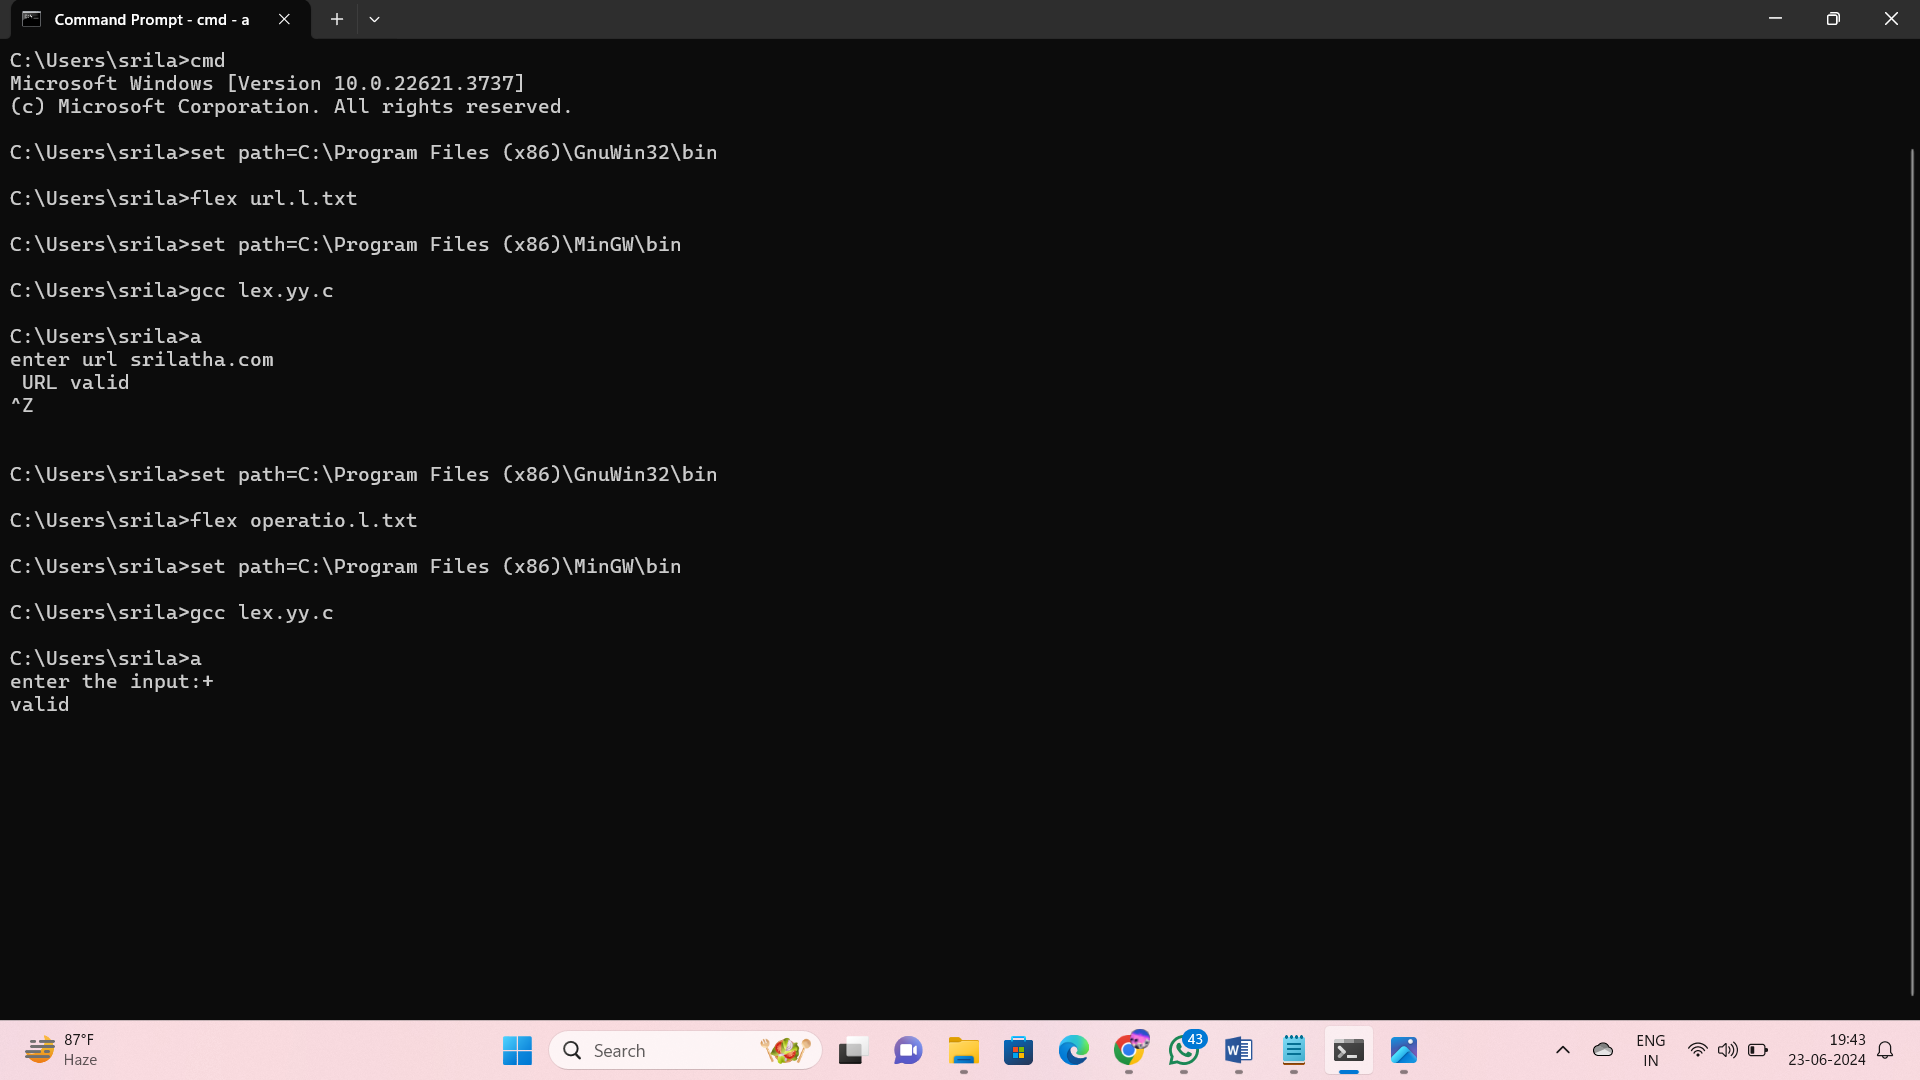 Command Prompt - cmd - a
C:\Users\srila>cmd
Microsoft Windows [Version 10.0.22621.3737]
(c) Microsoft Corporation. All rights reserved.
C:\Users\srila>set path=C:\Program Files (x86)\GnuWin32\bin
C:\Users\srila>flex url.l.txt
C:\Users\srila>set path=C:\Program Files (x86)\MinGW\bin
C:\Users\srila>gcc lex.yy.c
C:\Users\srila>a
enter url srilatha.com
 URL valid
^Z
C:\Users\srila>set path=C:\Program Files (x86)\GnuWin32\bin
C:\Users\srila>flex operatio.l.txt
C:\Users\srila>set path=C:\Program Files (x86)\MinGW\bin
C:\Users\srila>gcc lex.yy.c
C:\Users\srila>a
enter the input:+
valid
87°F
Haze
Search
43
ENG
IN
19:43
23-06-2024